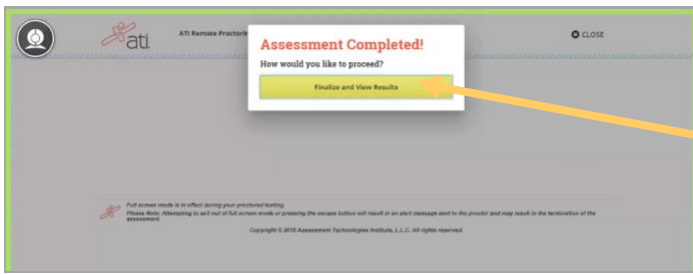 ati
ATI Remote Proctorin
Assessment Completed!
CLOSE
How would you like to proceed?
Finalize and View Results
Full screen mode is in effect during your proctored testing.
Please Note: Attempting to exit out of full screen mode or pressing the escape button will result in an alert message sent to the proctor and may result in the termination of the
assessment.
Copyright © 2015 Assessment Technologies Institute, L.L.C. All rights reserved.